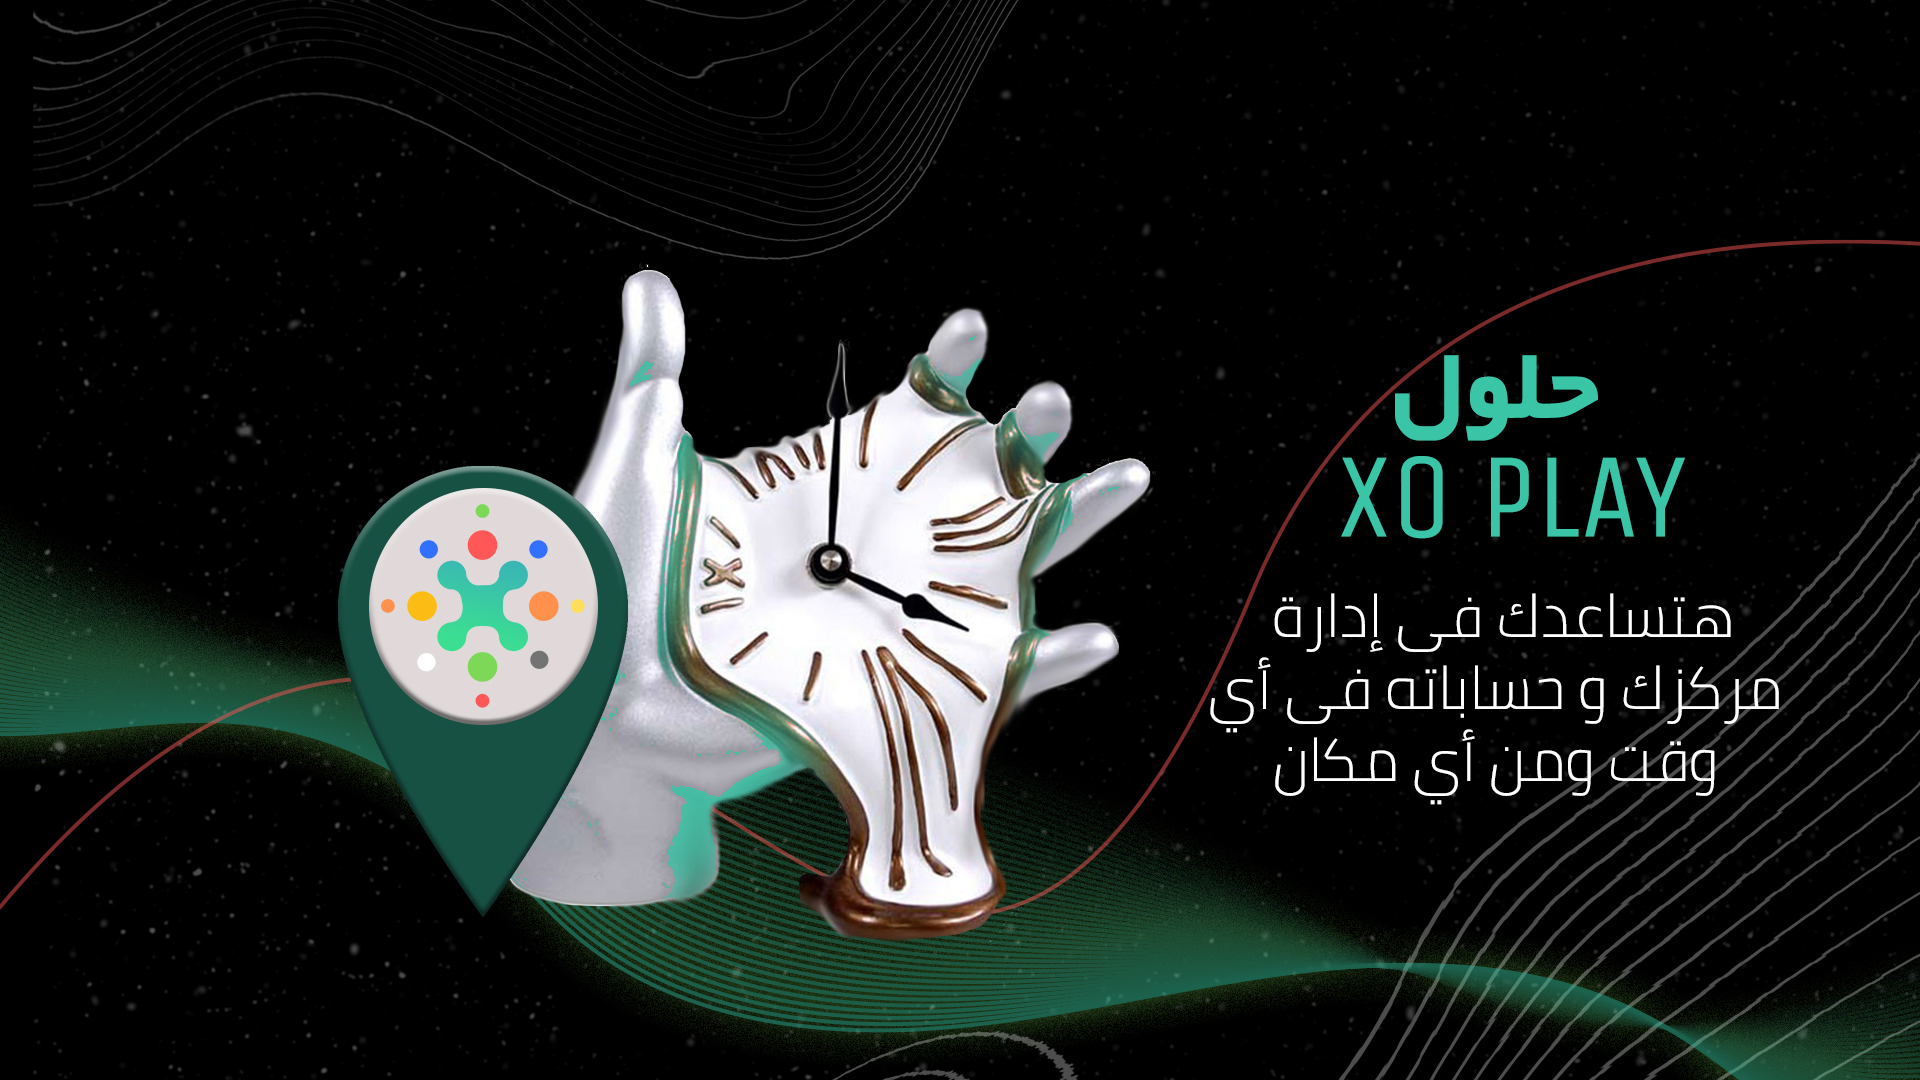 حلول
XO PLAY
هتساعدك فى إدارة
مركزك و حساباته فى أي
وقت ومن أي مكان